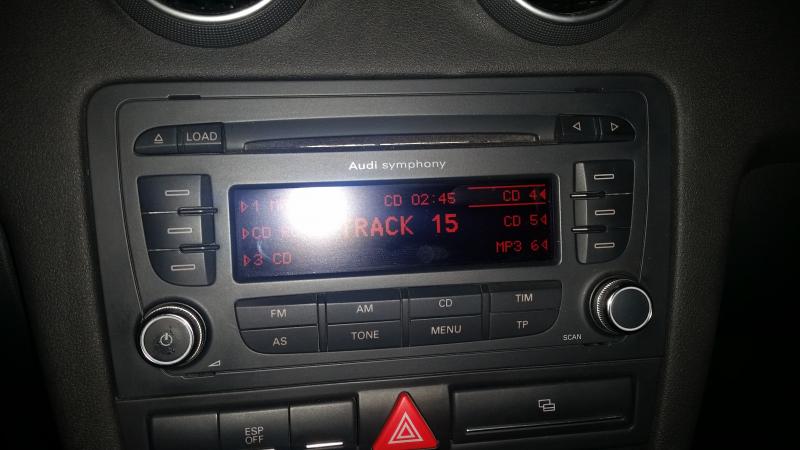 LOAD
Audi symphony
1 CD 02:45 CD 4
CD TRACK 15 CD 5
3 CD MP3 6
FM AM CD TIM
AS TONE MENU TP
SCAN
ESP
OFF